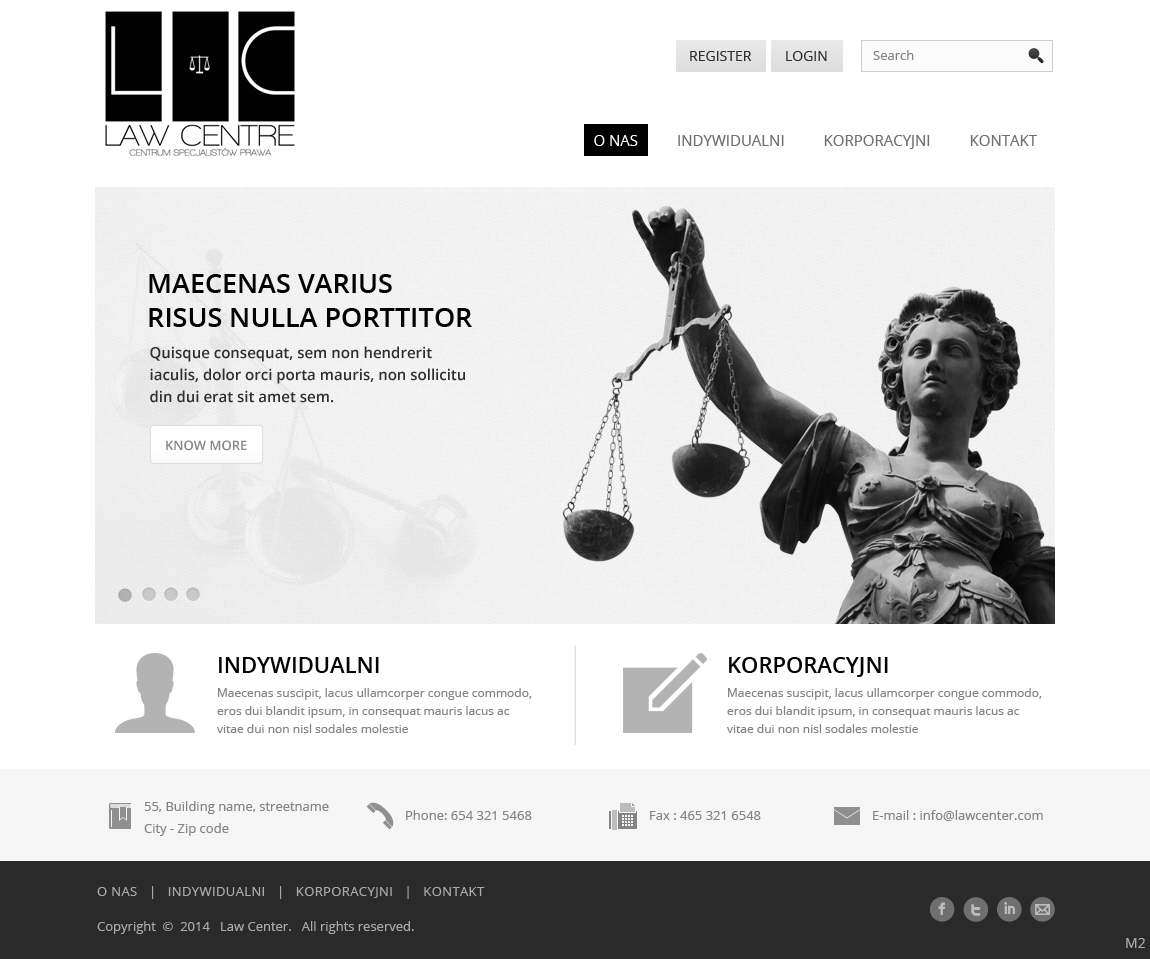 L C
LAW CENTRE
CENTRUM SPECJALISTÓW PRAWA
REGISTER
LOGIN
Search
O NAS
INDYWIDUALNI
KORPORACYJNI
KONTAKT
MAECENAS VARIUS
RISUS NULLA PORTTITOR
Quisque consequat, sem non hendrerit
iaculis, dolor orci porta mauris, non sollicitu
din dui erat sit amet sem.
KNOW MORE
INDYWIDUALNI
Maecenas suscipit, lacus ullamcorper congue commodo,
eros dui blandit ipsum, in consequat mauris lacus ac
vitae dui non nisl sodales molestie
KORPORACYJNI
Maecenas suscipit, lacus ullamcorper congue commodo,
eros dui blandit ipsum, in consequat mauris lacus ac
vitae dui non nisl sodales molestie
55, Building name, streetname
City - Zip code
Phone: 654 321 5468
Fax : 465 321 6548
E-mail : info@lawcenter.com
O NAS | INDYWIDUALNI | KORPORACYJNI | KONTAKT
Copyright © 2014 Law Center. All rights reserved.
f t in
M2